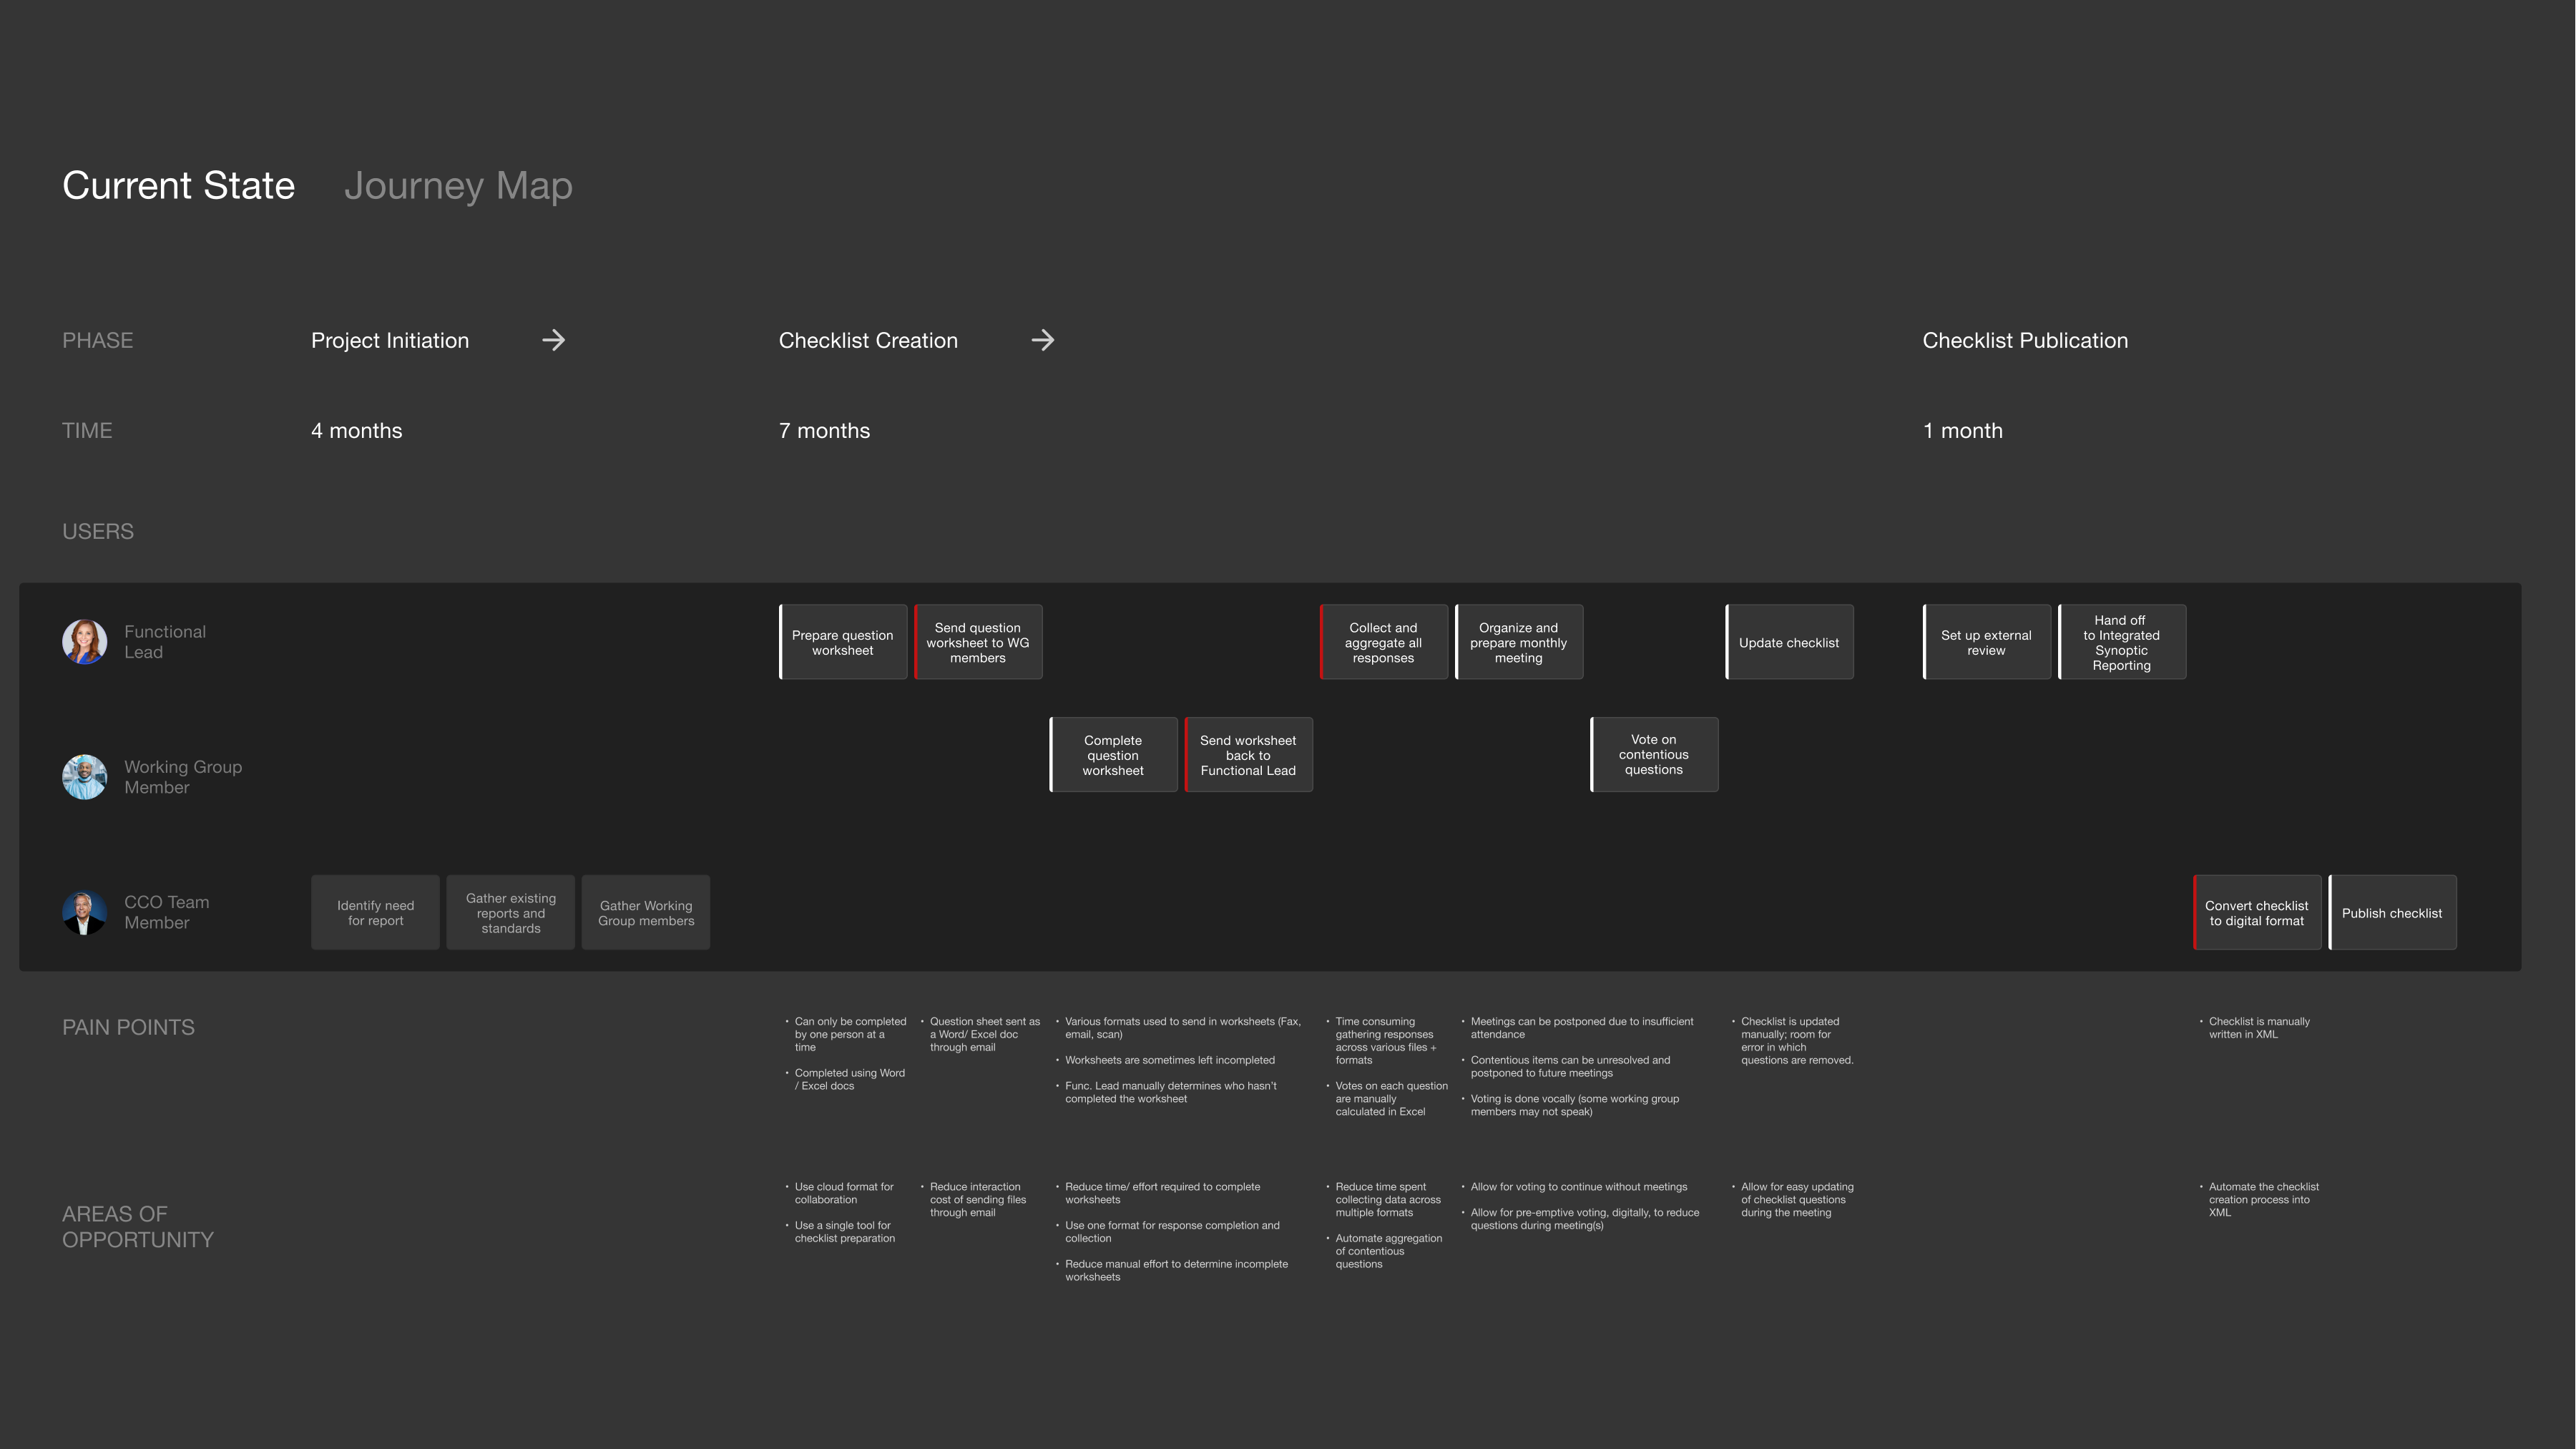 Current State Journey Map
PHASE
Project Initiation
Checklist Creation
Checklist Publication
TIME
4 months
7 months
1 month
USERS
Functional
Lead
Prepare question
worksheet
Send question
worksheet to WG
members
Collect and
aggregate all
responses
Organize and
prepare monthly
meeting
Update checklist
Set up external
review
Hand off
to Integrated
Synoptic
Reporting
Working Group
Member
Complete
question
worksheet
Send worksheet
back to
Functional Lead
Vote on
contentious
questions
CCO Team
Member
Identify need
for report
Gather existing
reports and
standards
Gather Working
Group members
Convert checklist
to digital format
Publish checklist
PAIN POINTS
• Can only be completed
by one person at a
time
• Completed using Word
/ Excel docs
• Question sheet sent as
a Word/ Excel doc
through email
• Various formats used to send in worksheets (Fax,
email, scan)
• Worksheets are sometimes left incompleted
• Func. Lead manually determines who hasn’t
completed the worksheet
• Time consuming
gathering responses
across various files +
formats
• Votes on each question
are manually
calculated in Excel
• Meetings can be postponed due to insufficient
attendance
• Contentious items can be unresolved and
postponed to future meetings
• Voting is done vocally (some working group
members may not speak)
• Checklist is updated
manually; room for
error in which
questions are removed.
• Checklist is manually
written in XML
AREAS OF
OPPORTUNITY
• Use cloud format for
collaboration
• Use a single tool for
checklist preparation
• Reduce interaction
cost of sending files
through email
• Reduce time/ effort required to complete
worksheets
• Use one format for response completion and
collection
• Reduce manual effort to determine incomplete
worksheets
• Reduce time spent
collecting data across
multiple formats
• Automate aggregation
of contentious
questions
• Allow for voting to continue without meetings
• Allow for pre-emptive voting, digitally, to reduce
questions during meeting(s)
• Allow for easy updating
of checklist questions
during the meeting
• Automate the checklist
creation process into
XML